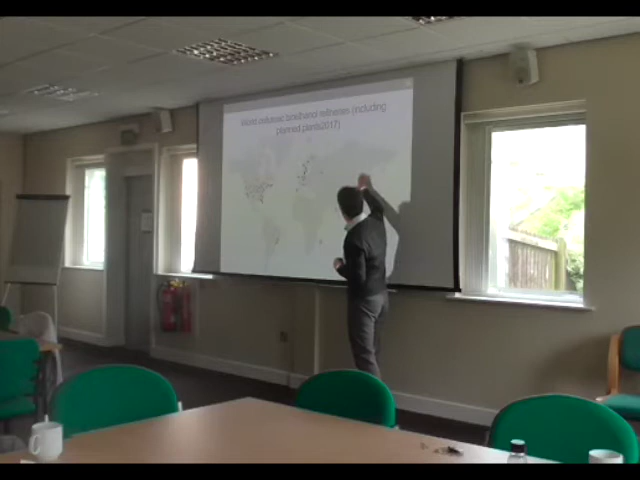 World cellulosic bioethanol refineries (including
planned plants2017)